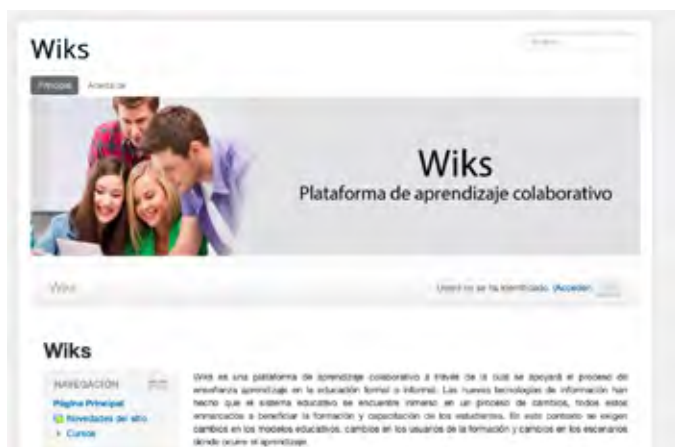 Wiks
Principal Acerca de
Wiks
Plataforma de aprendizaje colaborativo
Wiks
Usted no se ha identificado. (Acceder)
Wiks
NAVEGACIÓN
Página Principal
Novedades del sitio
Cursos
Wiks es una plataforma de aprendizaje colaborativo a través de la cual se apoyará el proceso de
enseñanza aprendizaje en la educación formal o informal. Las nuevas tecnologías de información han
hecho que el sistema educativo se encuentre inmerso en un proceso de cambios, todos estos
enmarcados a beneficiar la formación y capacitación de los estudiantes. En este contexto se exigen
cambios en los modelos educativos, cambios en los usuarios de la formación y cambios en los escenarios
donde ocurre el aprendizaje.